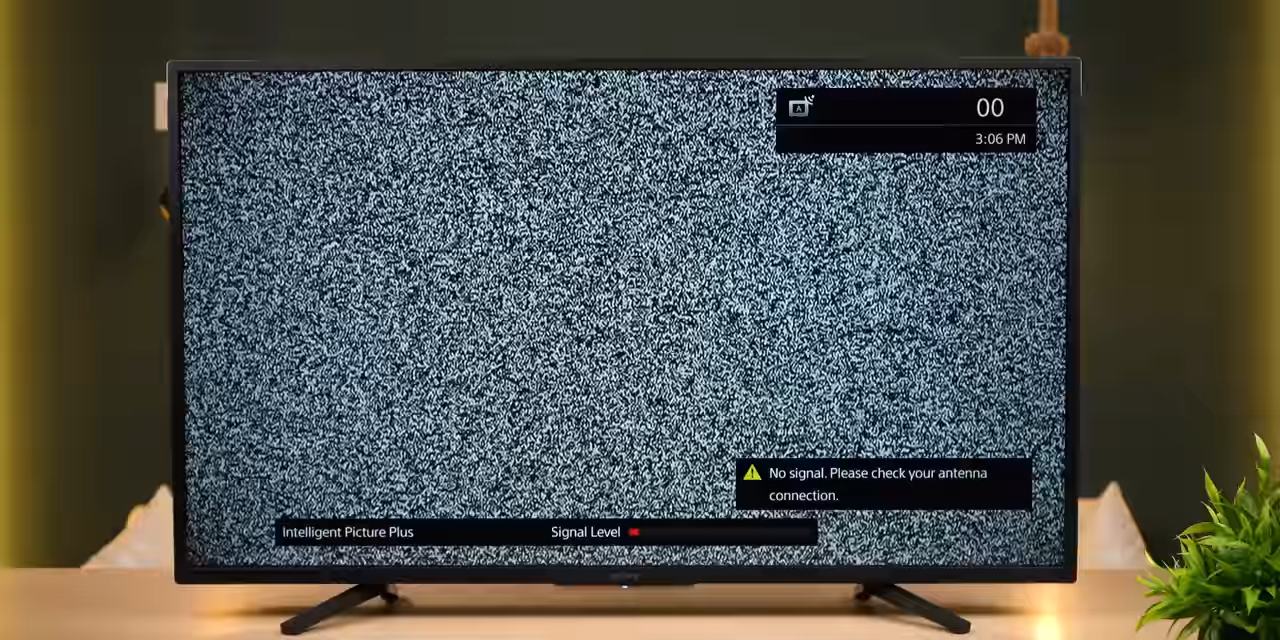 00
3:06 PM
No signal. Please check your antenna
connection.
Intelligent Picture Plus Signal Level